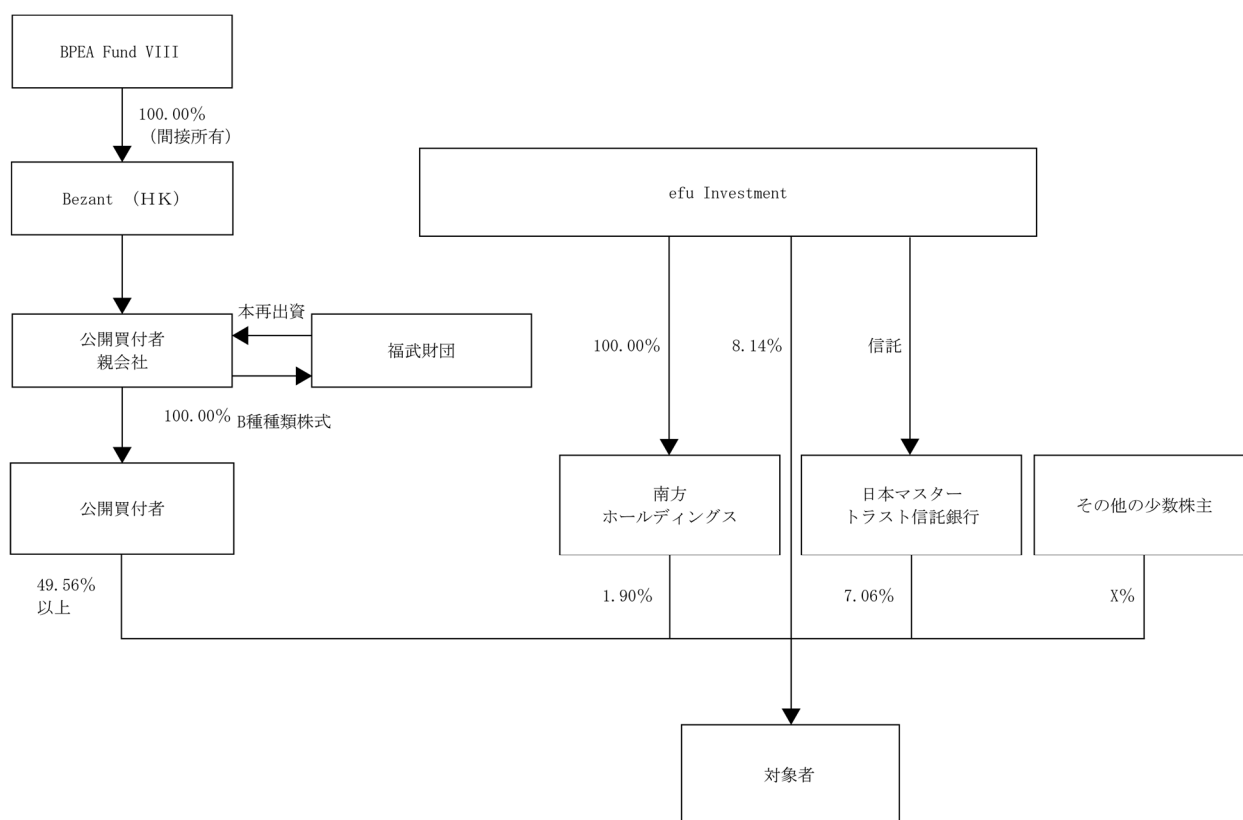 BPEA Fund VIII
100.00%
（間接所有）
Bezant （ＨＫ）
efu Investment
本再出資
公開買付者
親会社
福武財団
100.00%
8.14%
信託
100.00%
B種種類株式
公開買付者
南方
ホールディングス
日本マスター
トラスト信託銀行
その他の少数株主
49.56%
以上
1.90%
7.06%
X%
対象者